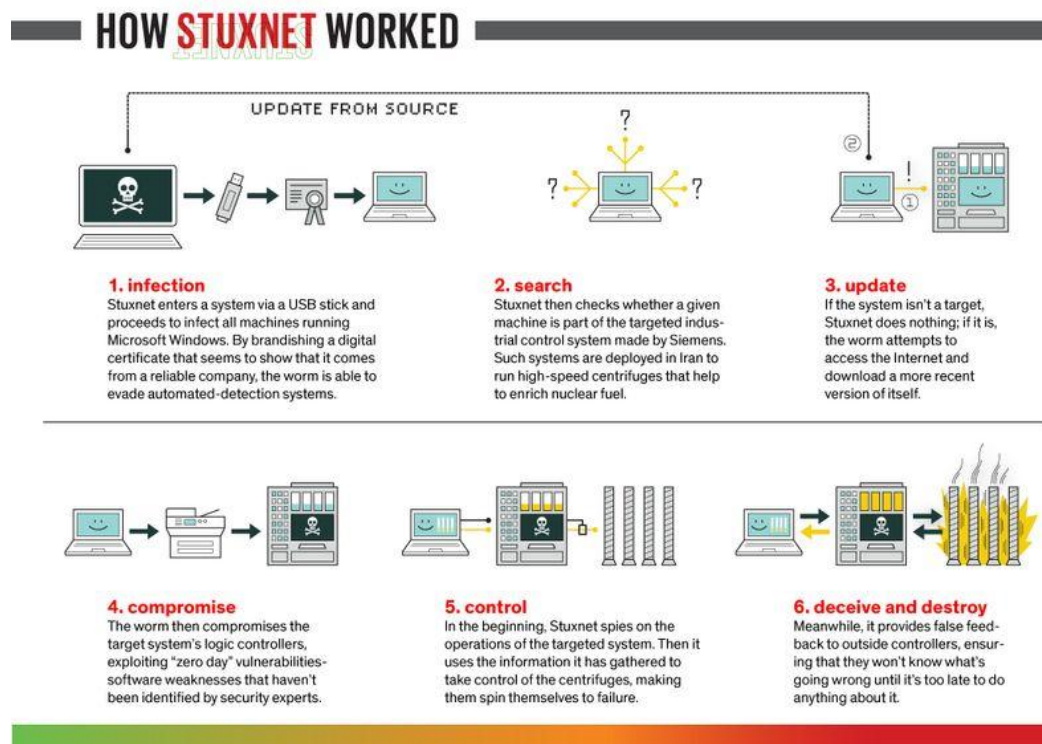 HOW STUXNET WORKED
STUXNET
UPDATE FROM SOURCE
?
? ?
2
!
1
1. infection
Stuxnet enters a system via a USB stick and
proceeds to infect all machines running
Microsoft Windows. By brandishing a digital
certificate that seems to show that it comes
from a reliable company, the worm is able to
evade automated-detection systems.
2. search
Stuxnet then checks whether a given
machine is part of the targeted indus-
trial control system made by Siemens.
Such systems are deployed in Iran to
run high-speed centrifuges that help
to enrich nuclear fuel.
3. update
If the system isn't a target,
Stuxnet does nothing; if it is,
the worm attempts to
access the Internet and
download a more recent
version of itself.
4. compromise
The worm then compromises the
target system's logic controllers,
exploiting "zero day" vulnerabilities-
software weaknesses that haven't
been identified by security experts.
5. control
In the beginning, Stuxnet spies on the
operations of the targeted system. Then it
uses the information it has gathered to
take control of the centrifuges, making
them spin themselves to failure.
6. deceive and destroy
Meanwhile, it provides false feed-
back to outside controllers, ensur-
ing that they won't know what's
going wrong until it's too late to do
anything about it.